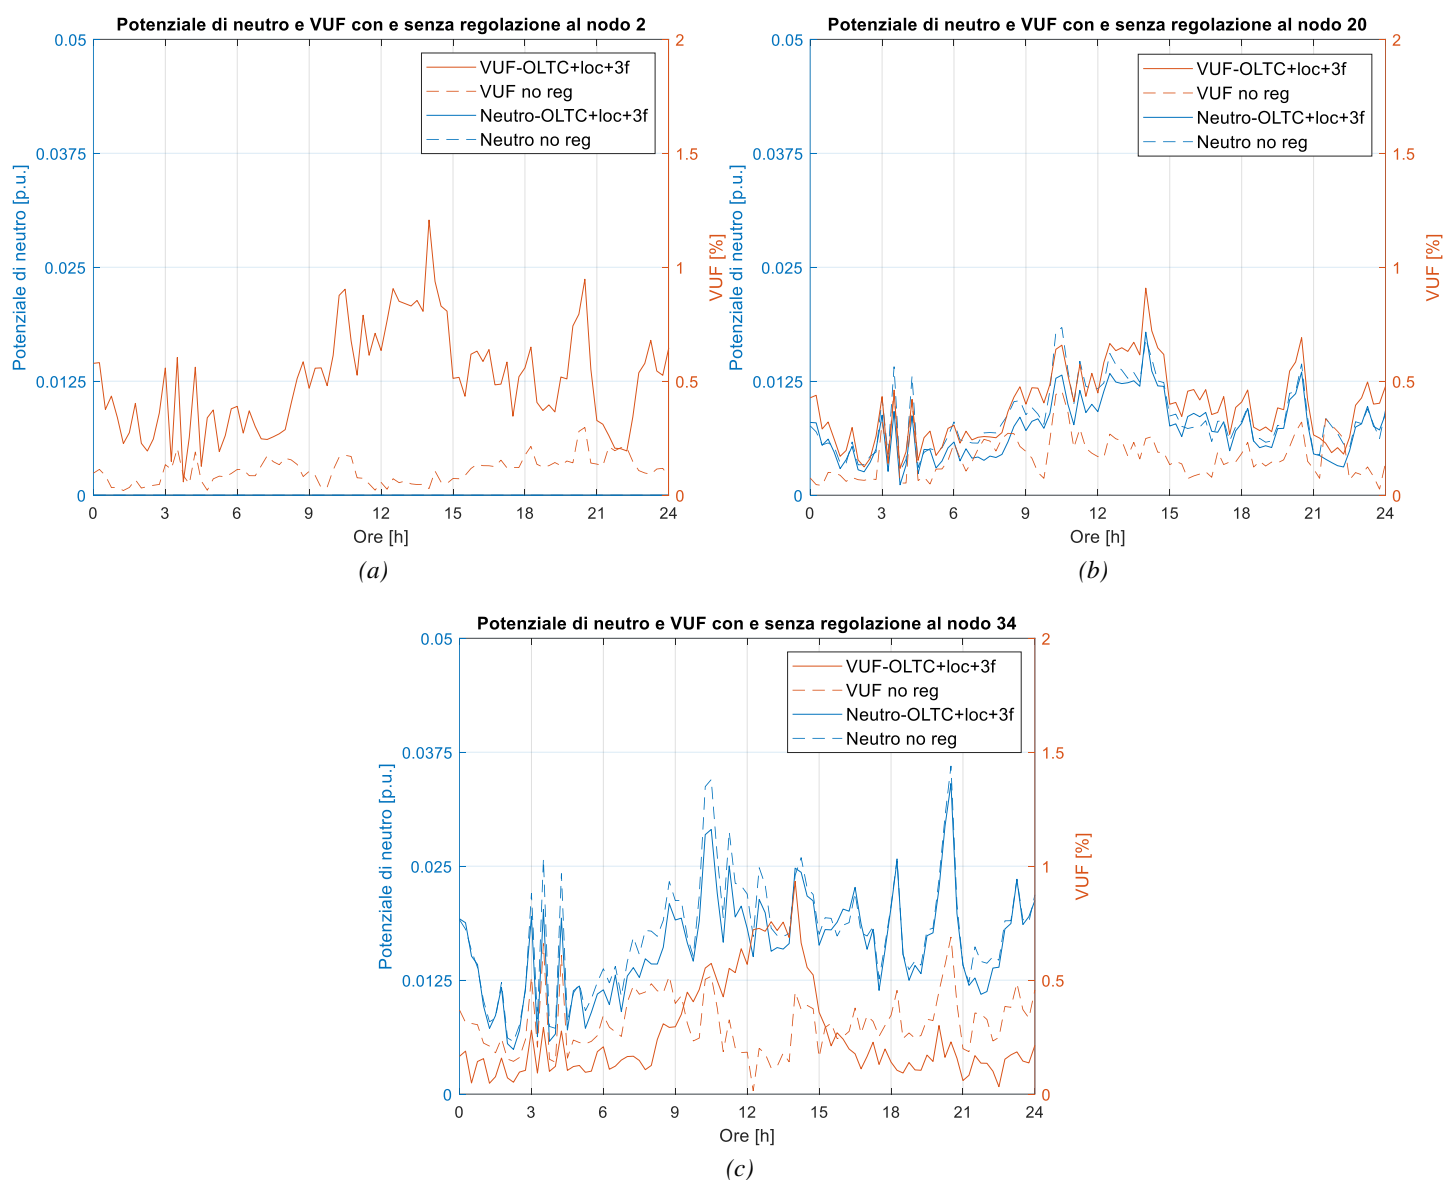 Potenziale di neutro e VUF con e senza regolazione al nodo 2
0.05
0.0375
0.025
0.0125
0
Potenziale di neutro [p.u.]
2
1.5
1
0.5
0
VUF [%]
VUF-OLTC+loc+3f
VUF no reg
Neutro-OLTC+loc+3f
Neutro no reg
0 3 6 9 12 15 18 21 24
Ore [h]
(a)
Potenziale di neutro e VUF con e senza regolazione al nodo 20
0.05
0.0375
0.025
0.0125
0
Potenziale di neutro [p.u.]
2
1.5
1
0.5
0
VUF [%]
VUF-OLTC+loc+3f
VUF no reg
Neutro-OLTC+loc+3f
Neutro no reg
0 3 6 9 12 15 18 21 24
Ore [h]
(b)
Potenziale di neutro e VUF con e senza regolazione al nodo 34
0.05
0.0375
0.025
0.0125
0
Potenziale di neutro [p.u.]
2
1.5
1
0.5
0
VUF [%]
VUF-OLTC+loc+3f
VUF no reg
Neutro-OLTC+loc+3f
Neutro no reg
0 3 6 9 12 15 18 21 24
Ore [h]
(c)